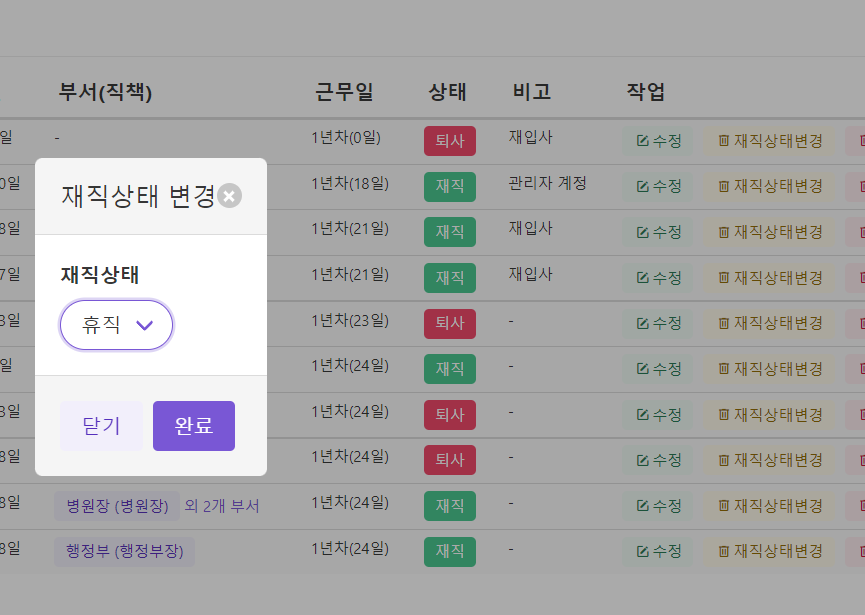 부서(직책) 근무일 상태 비고 작업
일 - 1년차(0일) 퇴사 재입사 수정 재직상태변경
0일 1년차(18일) 재직 관리자 계정 수정 재직상태변경
8일 1년차(21일) 재직 재입사 수정 재직상태변경
7일 1년차(21일) 재직 재입사 수정 재직상태변경
3일 1년차(23일) 퇴사 - 수정 재직상태변경
일 1년차(24일) 재직 - 수정 재직상태변경
3일 1년차(24일) 퇴사 - 수정 재직상태변경
8일 1년차(24일) 퇴사 - 수정 재직상태변경
8일 병원장 (병원장) 외 2개 부서 1년차(24일) 재직 - 수정 재직상태변경
8일 행정부 (행정부장) 1년차(24일) 재직 - 수정 재직상태변경
재직상태 변경
재직상태
휴직
닫기 완료